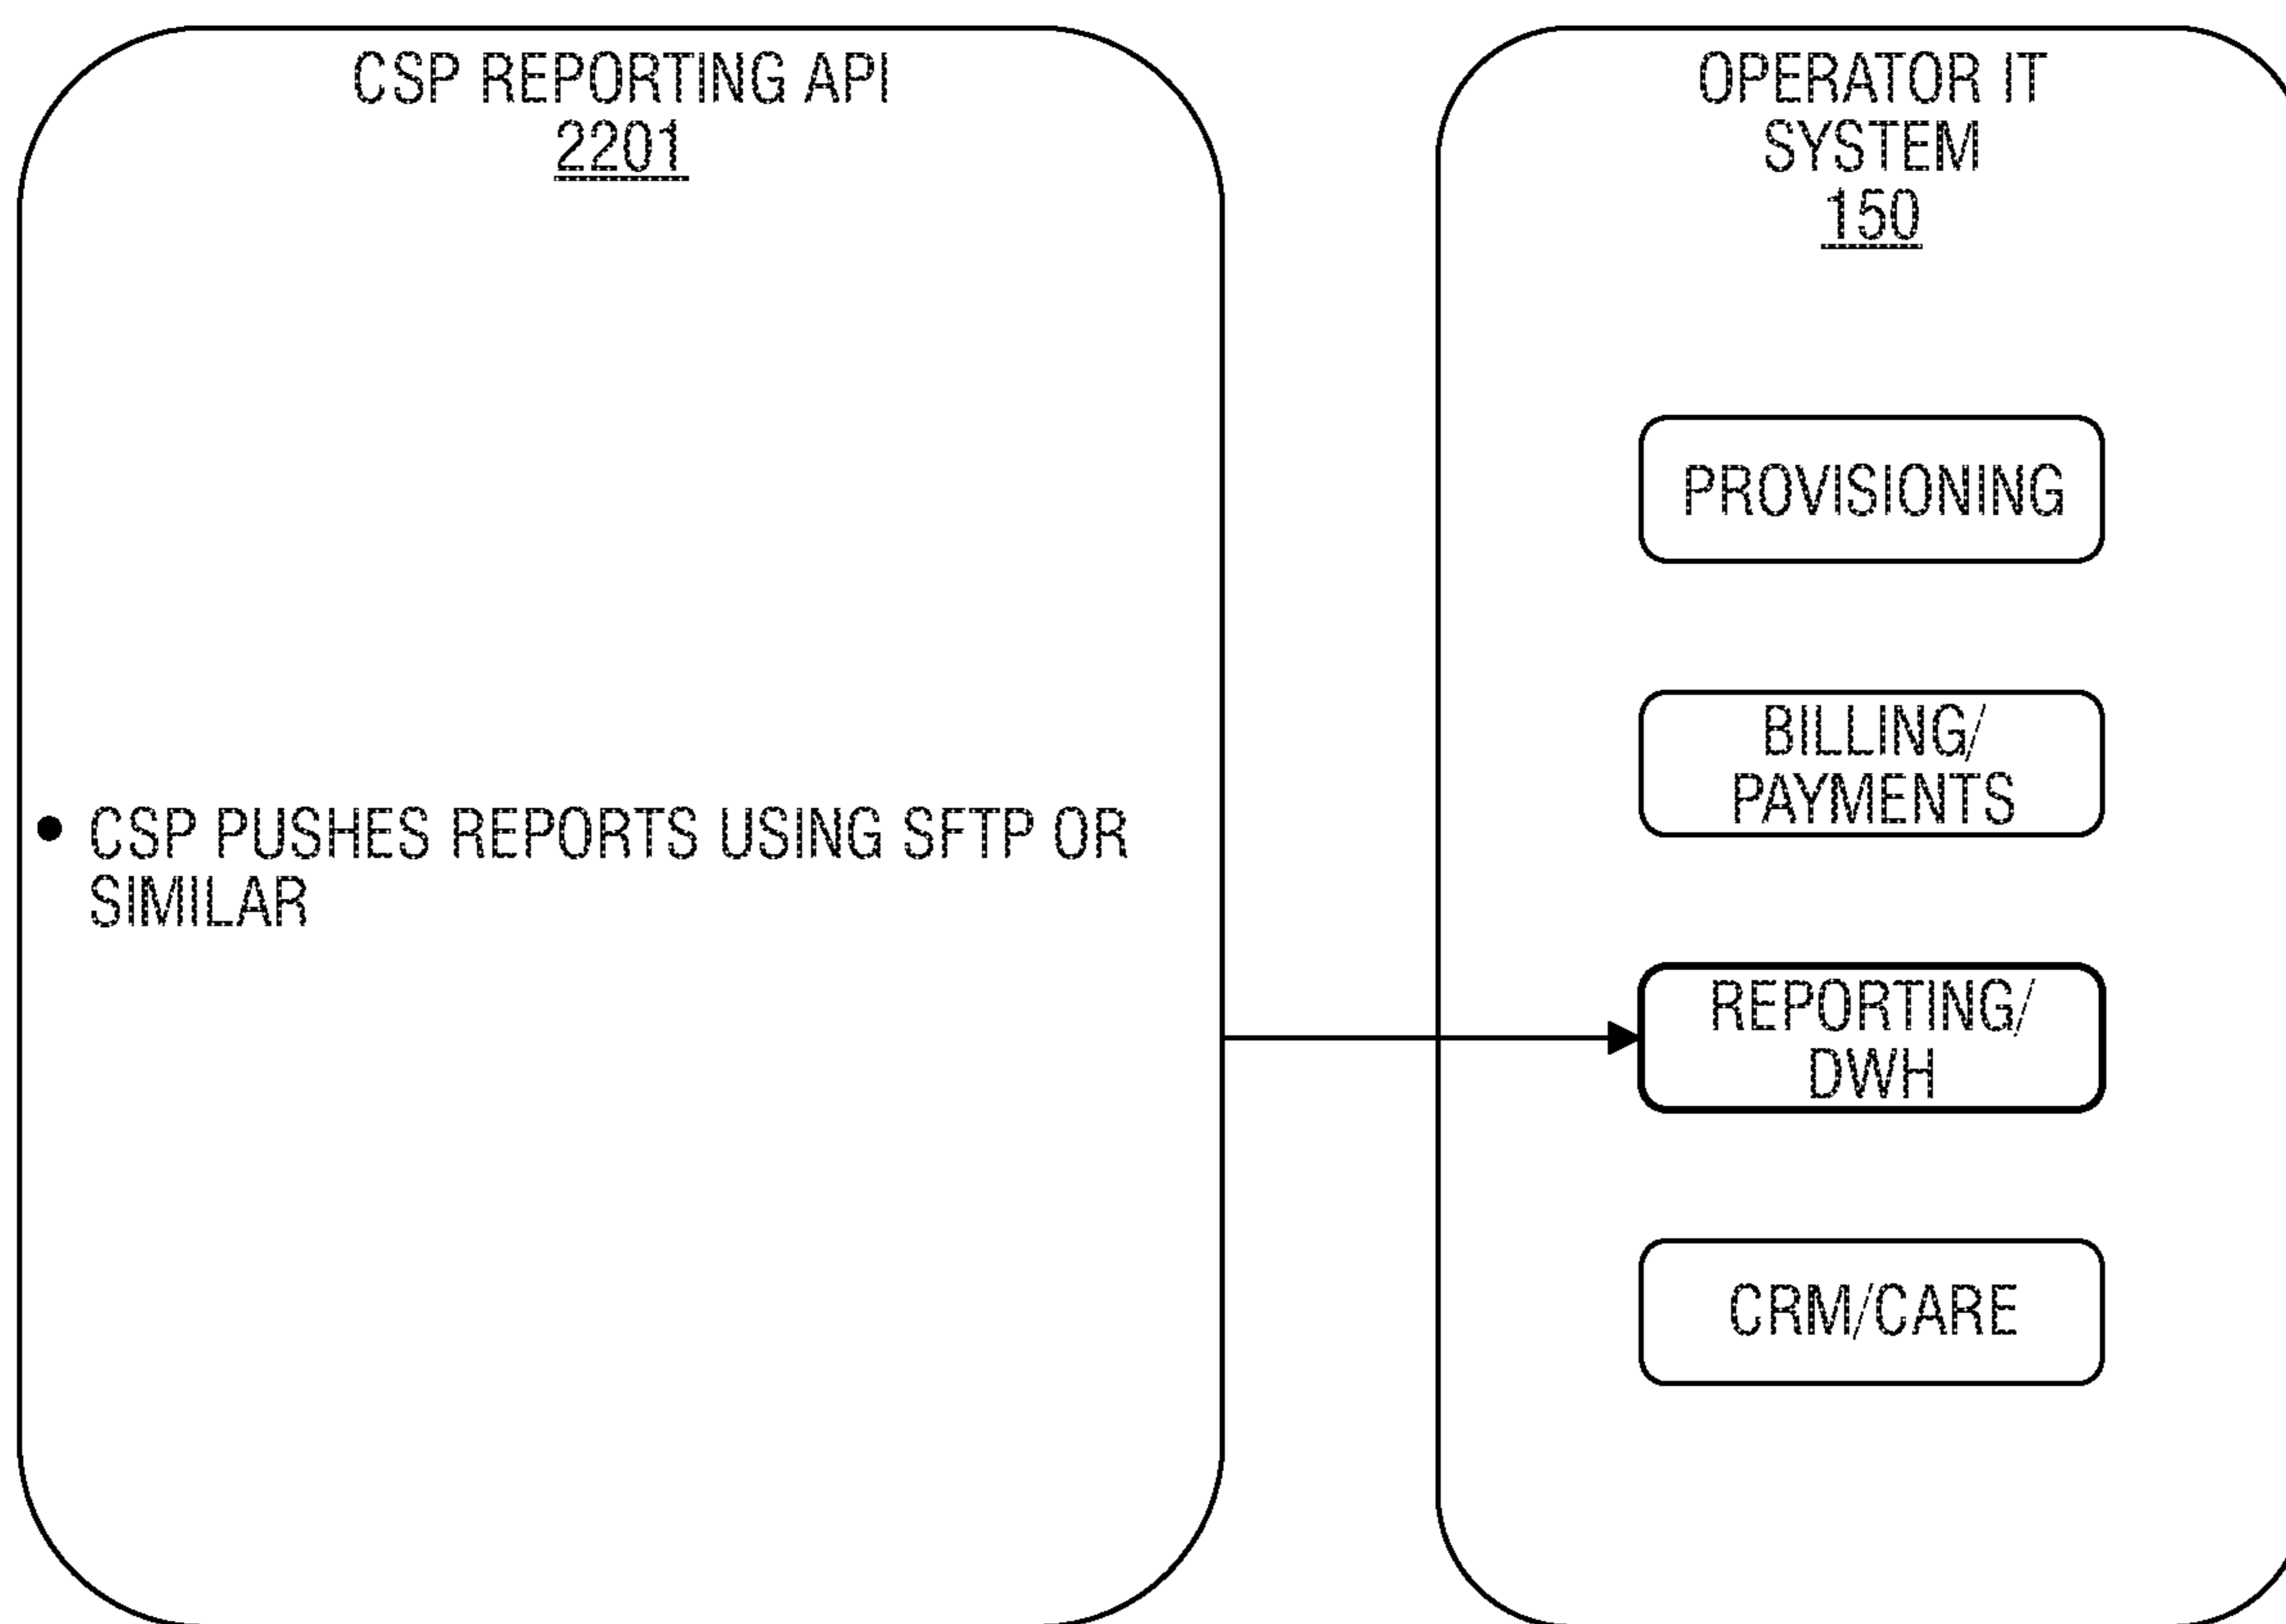 CSP REPORTING API
2201
• CSP PUSHES REPORTS USING SFTP OR
SIMILAR
OPERATOR IT
SYSTEM
150
PROVISIONING
BILLING/
PAYMENTS
REPORTING/
DWH
CRM/CARE